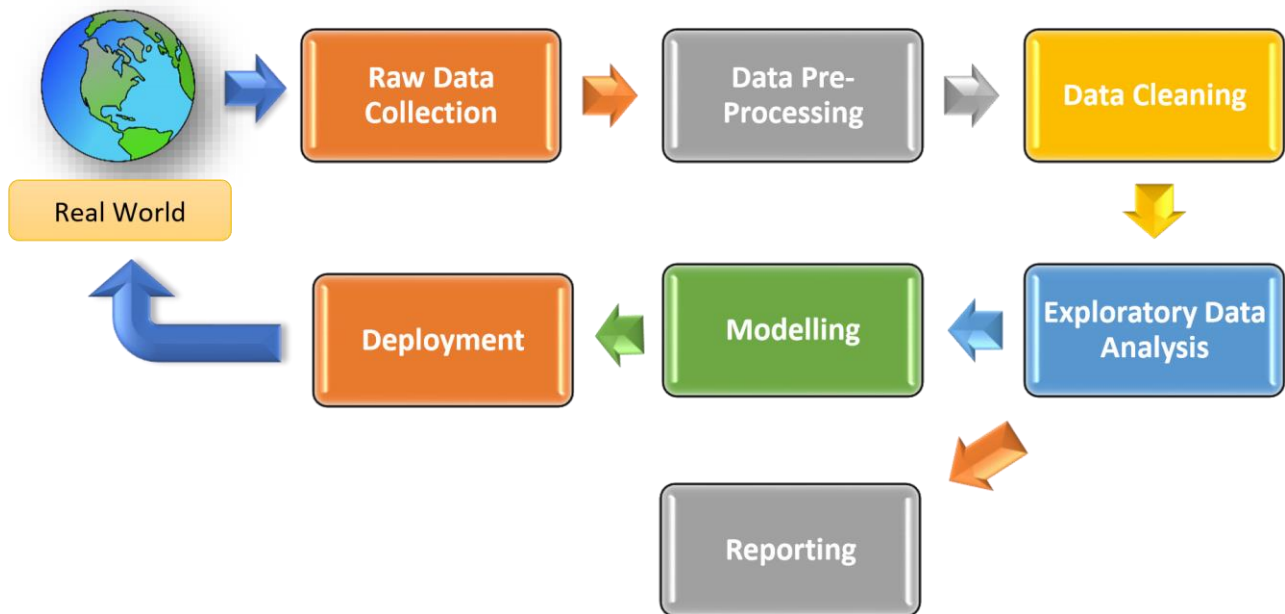 Raw Data
Collection
Data Pre-
Processing
Data Cleaning
Real World
Deployment
Modelling
Exploratory Data
Analysis
Reporting